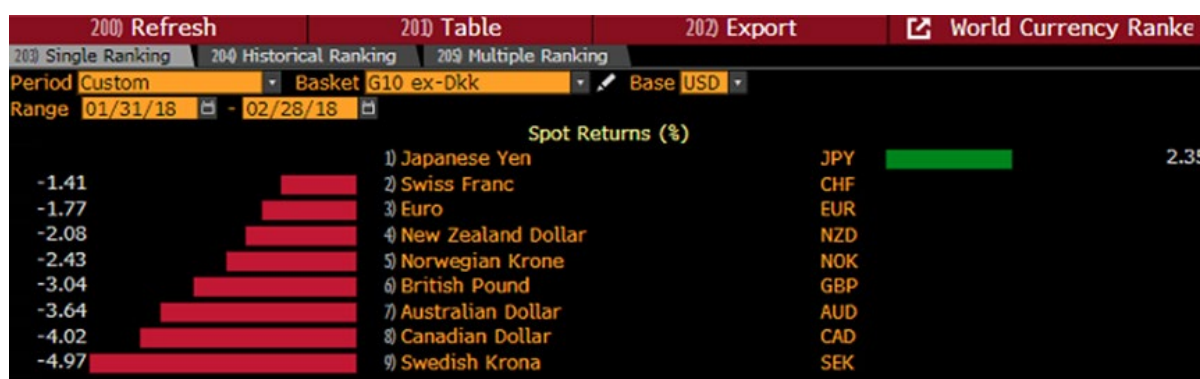 200) Refresh 201) Table 202) Export World Currency Ranke
203) Single Ranking 204) Historical Ranking 205) Multiple Ranking
Period Custom Basket G10 ex-Dkk Base USD
Range 01/31/18 - 02/28/18
Spot Returns (%)
1) Japanese Yen JPY 2.35
-1.41 2) Swiss Franc CHF
-1.77 3) Euro EUR
-2.08 4) New Zealand Dollar NZD
-2.43 5) Norwegian Krone NOK
-3.04 6) British Pound GBP
-3.64 7) Australian Dollar AUD
-4.02 8) Canadian Dollar CAD
-4.97 9) Swedish Krona SEK